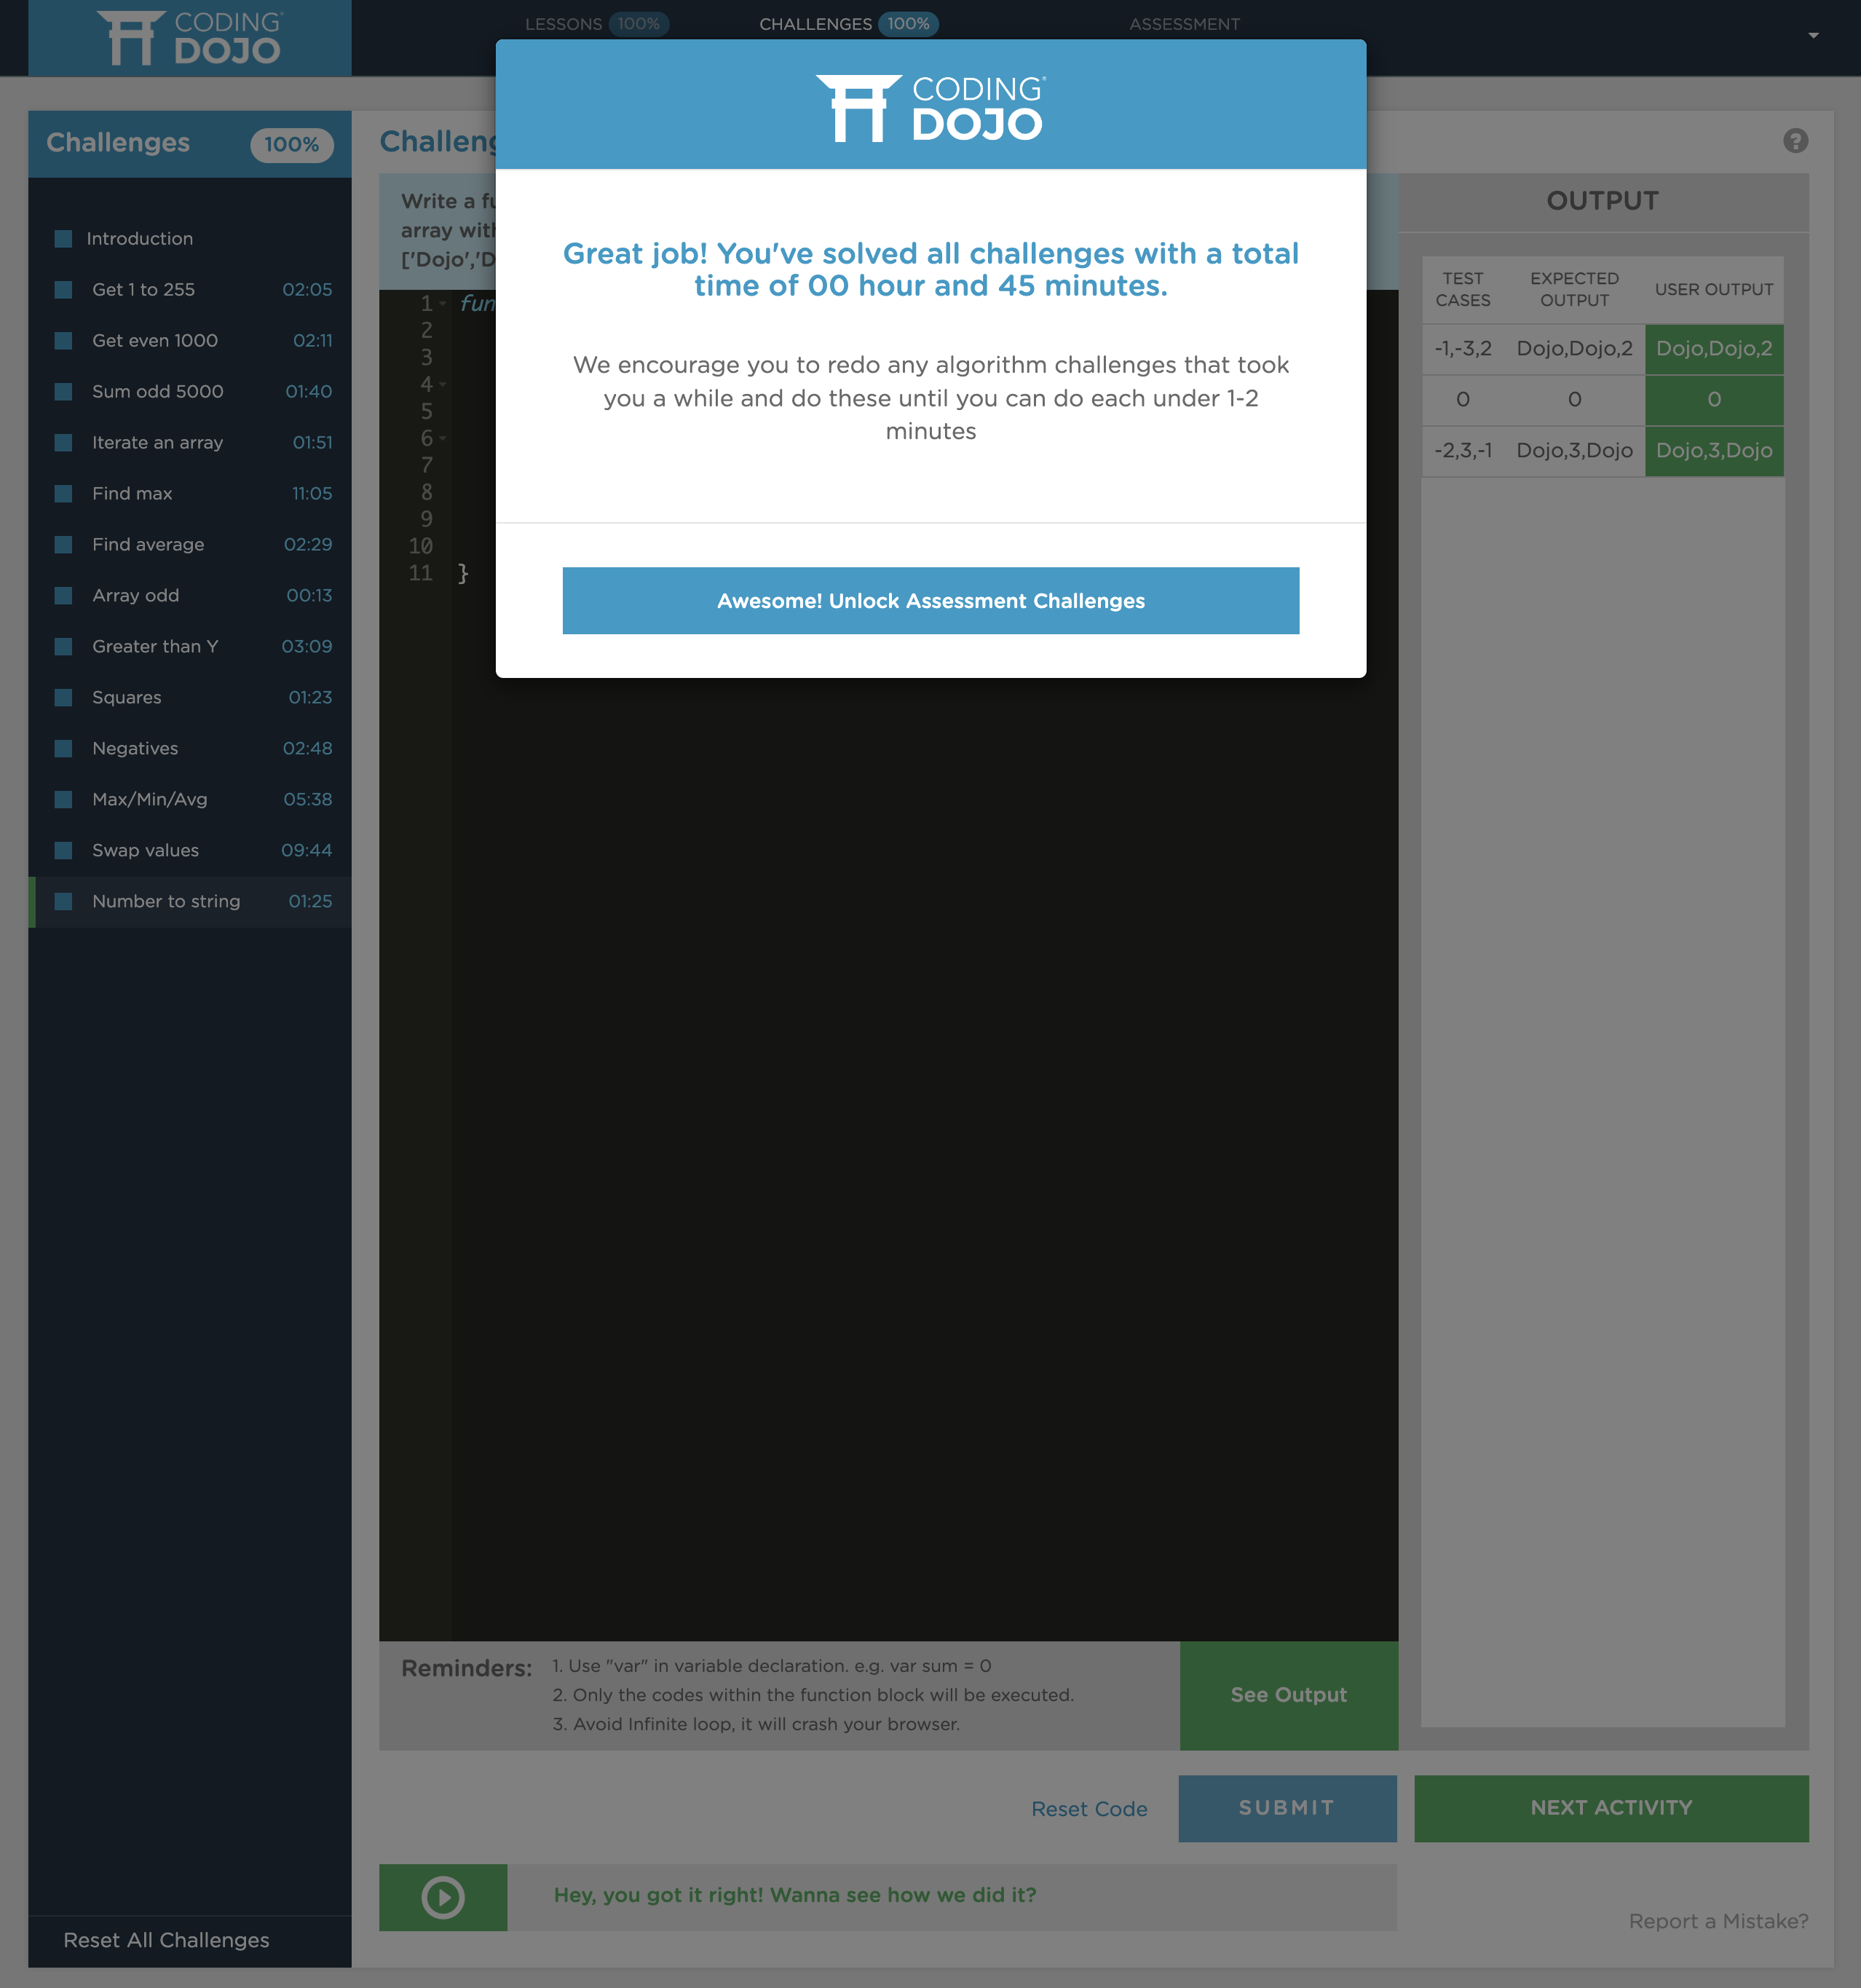 CODING
DOJO
LESSONS 100%
CHALLENGES 100%
ASSESSMENT
CODING
DOJO
Great job! You've solved all challenges with a total
time of 00 hour and 45 minutes.
We encourage you to redo any algorithm challenges that took
you a while and do these until you can do each under 1-2
minutes
Awesome! Unlock Assessment Challenges
Challenges 100%
Introduction
Get 1 to 255 02:05
Get even 1000 02:11
Sum odd 5000 01:40
Iterate an array 01:51
Find max 11:05
Find average 02:29
Array odd 00:13
Greater than Y 03:09
Squares 01:23
Negatives 02:48
Max/Min/Avg 05:38
Swap values 09:44
Number to string 01:25
Reset All Challenges
Write a
array
['Dojo','D
1
2
3
4
5
6
7
8
9
10
11 }
OUTPUT
TEST CASES EXPECTED OUTPUT USER OUTPUT
-1,-3,2 Dojo,Dojo,2 Dojo,Dojo,2
0 0 0
-2,3,-1 Dojo,3,Dojo Dojo,3,Dojo
Reminders: 1. Use "var" in variable declaration. e.g. var sum = 0
2. Only the codes within the function block will be executed.
3. Avoid Infinite loop, it will crash your browser.
See Output
Reset Code
SUBMIT
NEXT ACTIVITY
Hey, you got it right! Wanna see how we did it?
Report a Mistake?